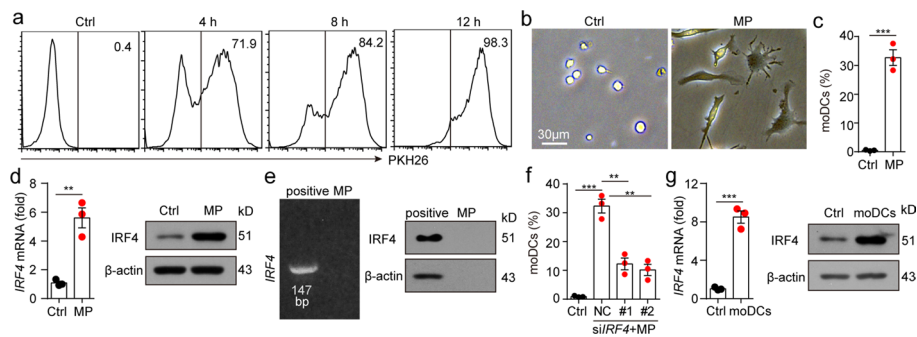 a
Ctrl
4 h
8 h
12 h
0.4
71.9
84.2
98.3
PKH26
b
Ctrl
MP
30μm
c
***
moDCs (%)
40
30
20
10
0
Ctrl
MP
d
**
IRF4 mRNA (fold)
8
6
4
2
0
Ctrl MP
Ctrl MP kD
IRF4 51
β-actin 43
e
positive MP
IRF4
147
bp
positive MP kD
IRF4 51
β-actin 43
f
**
*** **
moDCs (%)
40
30
20
10
0
Ctrl NC #1 #2
siIRF4+MP
g
***
IRF4 mRNA (fold)
10
8
6
4
2
0
Ctrl moDCs
Ctrl moDCs kD
IRF4 51
β-actin 43